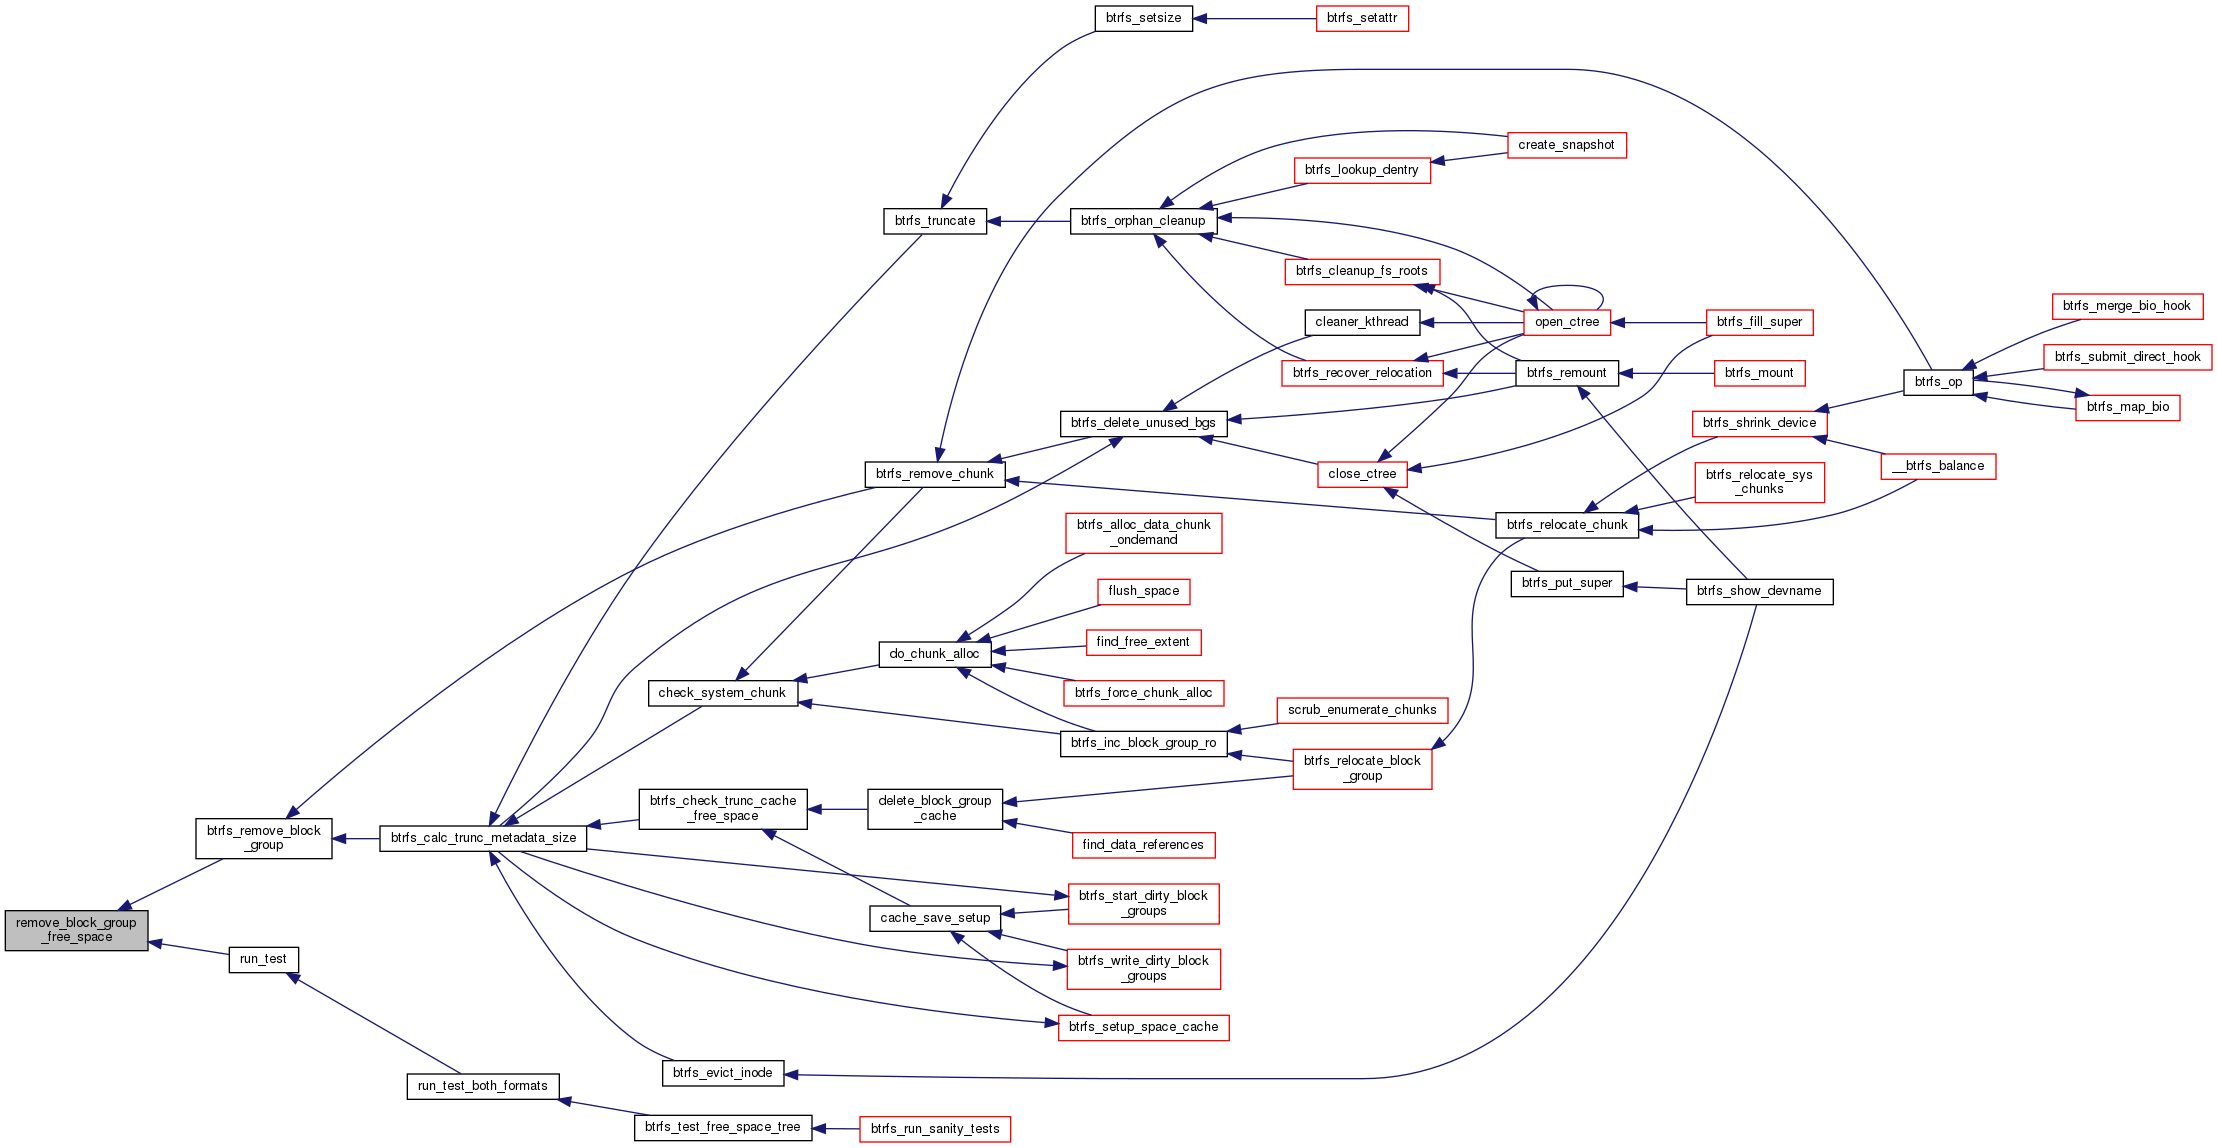 btrfs_setsize
btrfs_setattr
create_snapshot
btrfs_lookup_dentry
btrfs_truncate
btrfs_orphan_cleanup
btrfs_cleanup_fs_roots
cleaner_kthread
open_ctree
btrfs_fill_super
btrfs_merge_bio_hook
btrfs_submit_direct_hook
btrfs_recover_relocation
btrfs_remount
btrfs_mount
btrfs_op
btrfs_map_bio
btrfs_delete_unused_bgs
btrfs_shrink_device
btrfs_remove_chunk
close_ctree
__btrfs_balance
btrfs_relocate_sys
_chunks
btrfs_alloc_data_chunk
_ondemand
btrfs_relocate_chunk
flush_space
btrfs_put_super
btrfs_show_devname
do_chunk_alloc
find_free_extent
check_system_chunk
btrfs_force_chunk_alloc
scrub_enumerate_chunks
btrfs_inc_block_group_ro
btrfs_relocate_block
_group
btrfs_check_trunc_cache
_free_space
delete_block_group
_cache
btrfs_remove_block
_group
btrfs_calc_trunc_metadata_size
find_data_references
btrfs_start_dirty_block
_groups
cache_save_setup
remove_block_group
_free_space
run_test
btrfs_write_dirty_block
_groups
btrfs_setup_space_cache
btrfs_evict_inode
run_test_both_formats
btrfs_test_free_space_tree
btrfs_run_sanity_tests